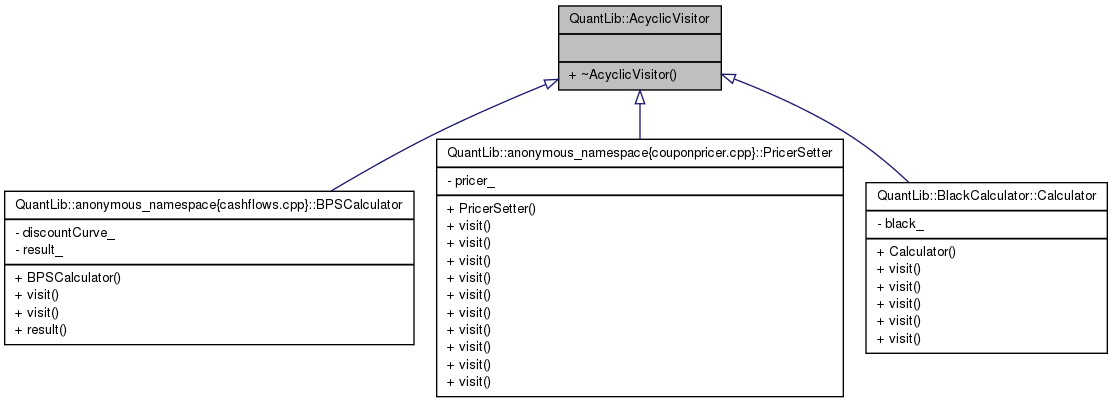 QuantLib::AcyclicVisitor
+ ~AcyclicVisitor()
QuantLib::anonymous_namespace{cashflows.cpp}::BPSCalculator
- discountCurve_
- result_
+ BPSCalculator()
+ visit()
+ visit()
+ result()
QuantLib::anonymous_namespace{couponpricer.cpp}::PricerSetter
- pricer_
+ PricerSetter()
+ visit()
+ visit()
+ visit()
+ visit()
+ visit()
+ visit()
+ visit()
+ visit()
+ visit()
+ visit()
QuantLib::BlackCalculator::Calculator
- black_
+ Calculator()
+ visit()
+ visit()
+ visit()
+ visit()
+ visit()